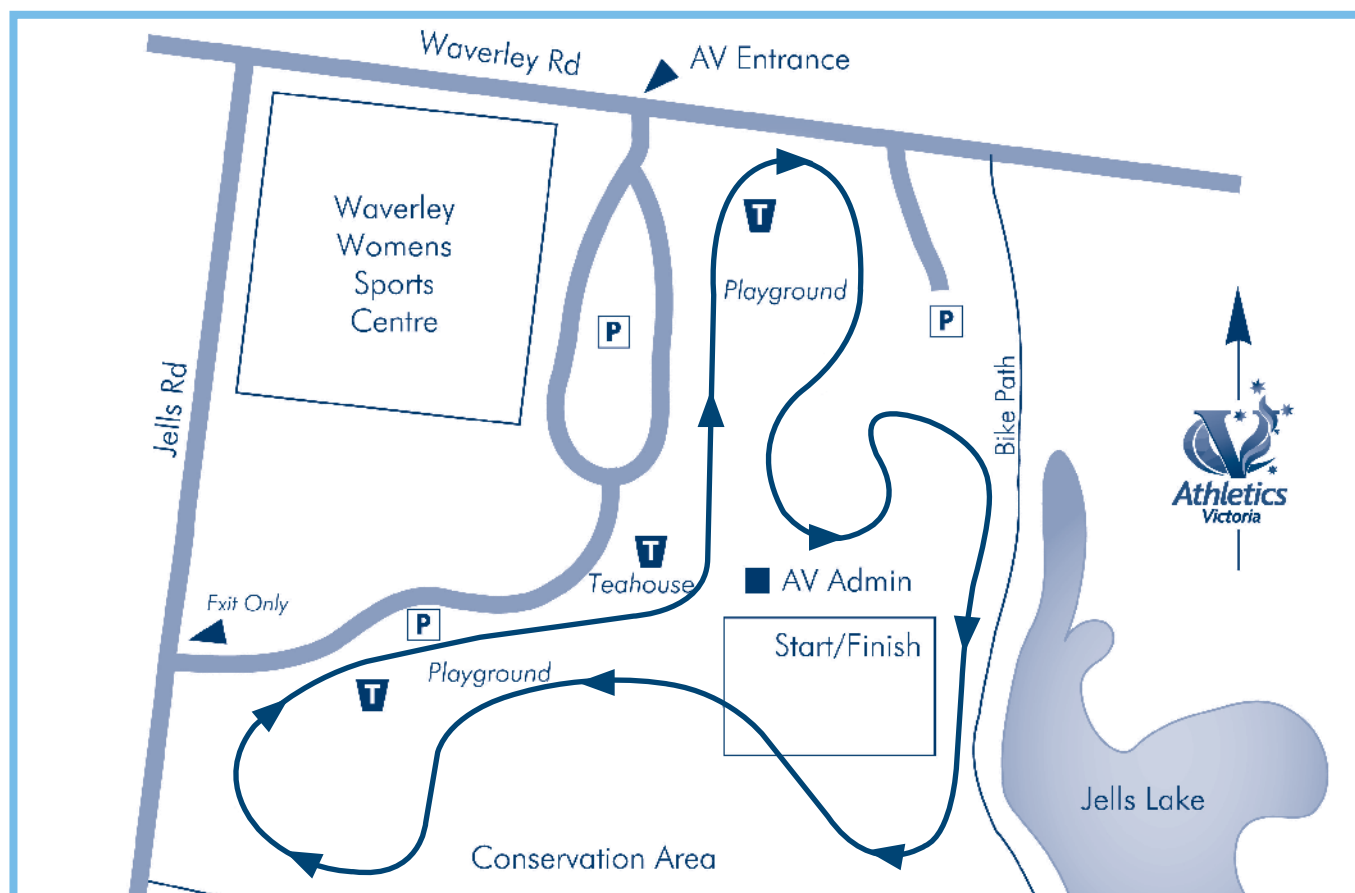 Waverley Rd
AV Entrance
Waverley
Womens
Sports
Centre
T
Playground
P
P
Jells Rd
Bike Path
Athletics
Victoria
T
Teahouse
AV Admin
Exit Only
P
Start/Finish
Playground
T
Jells Lake
Conservation Area